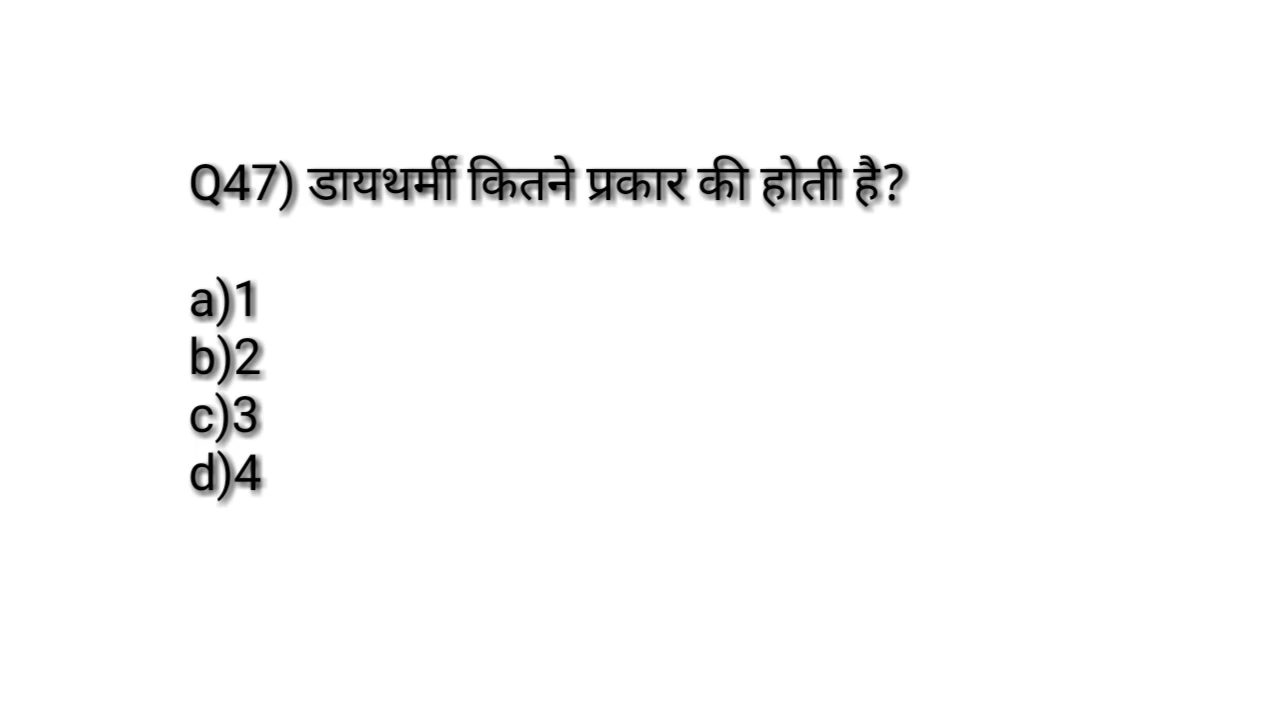 Q47) डायथर्मी कितने प्रकार की होती है?
a)1
b)2
c)3
d)4